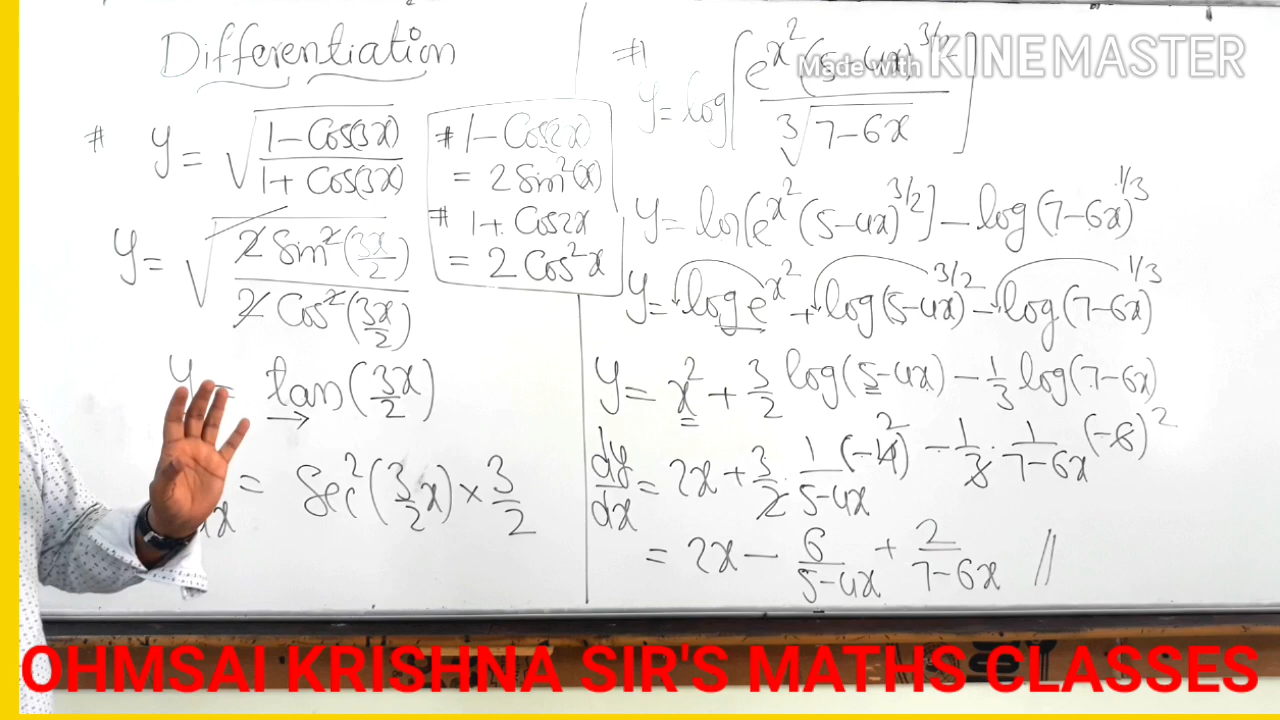 Differentiation
# y = √(1 - Cos(3x) / 1 + Cos(3x))
y = √(2 Sin²(3x/2) / 2 Cos²(3x/2))
y = tan(3x/2)
dx = Sec²(3/2 x) × 3/2
# 1 - Cos(2x)
= 2 Sin²(x)
# 1 + Cos2x
= 2 Cos²x
# y = log[e^x² (5-4x)^3/2 / ∛7-6x]
y = log[e^x² (5-4x)^3/2] - log(7-6x)^1/3
y = log e^x² + log(5-4x)^3/2 - log(7-6x)^1/3
y = x² + 3/2 log(5-4x) - 1/3 log(7-6x)
dy/dx = 2x + 3/2 · 1/5-4x (-4)² - 1/3 · 1/7-6x (-6)²
= 2x - 6/5-4x + 2/7-6x //
Made with KINEMASTER
OHMSAI KRISHNA SIR'S MATHS CLASSES